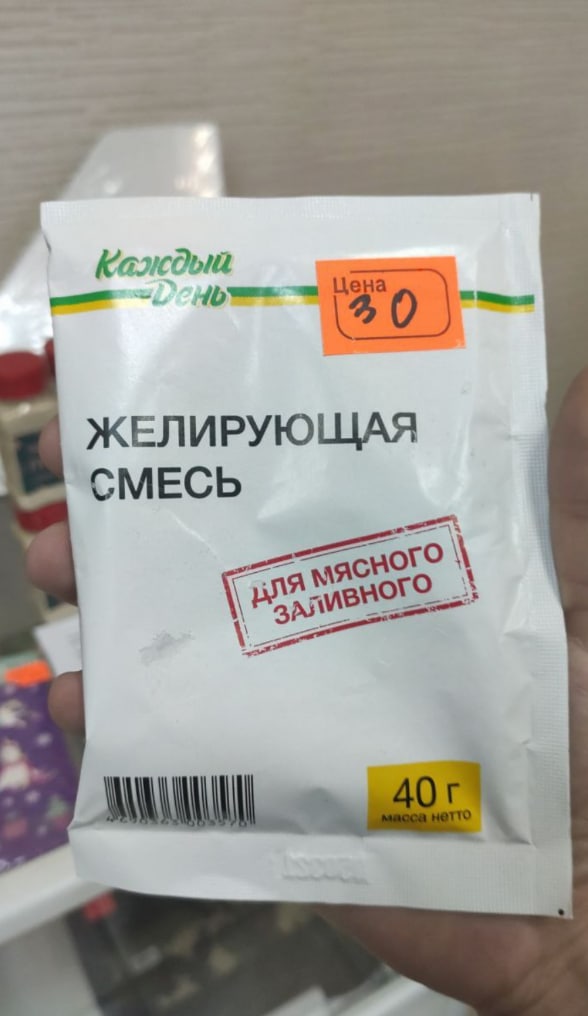 Каждый
День
Цена
30
ЖЕЛИРУЮЩАЯ
СМЕСЬ
ДЛЯ МЯСНОГО
ЗАЛИВНОГО
40 г
масса нетто